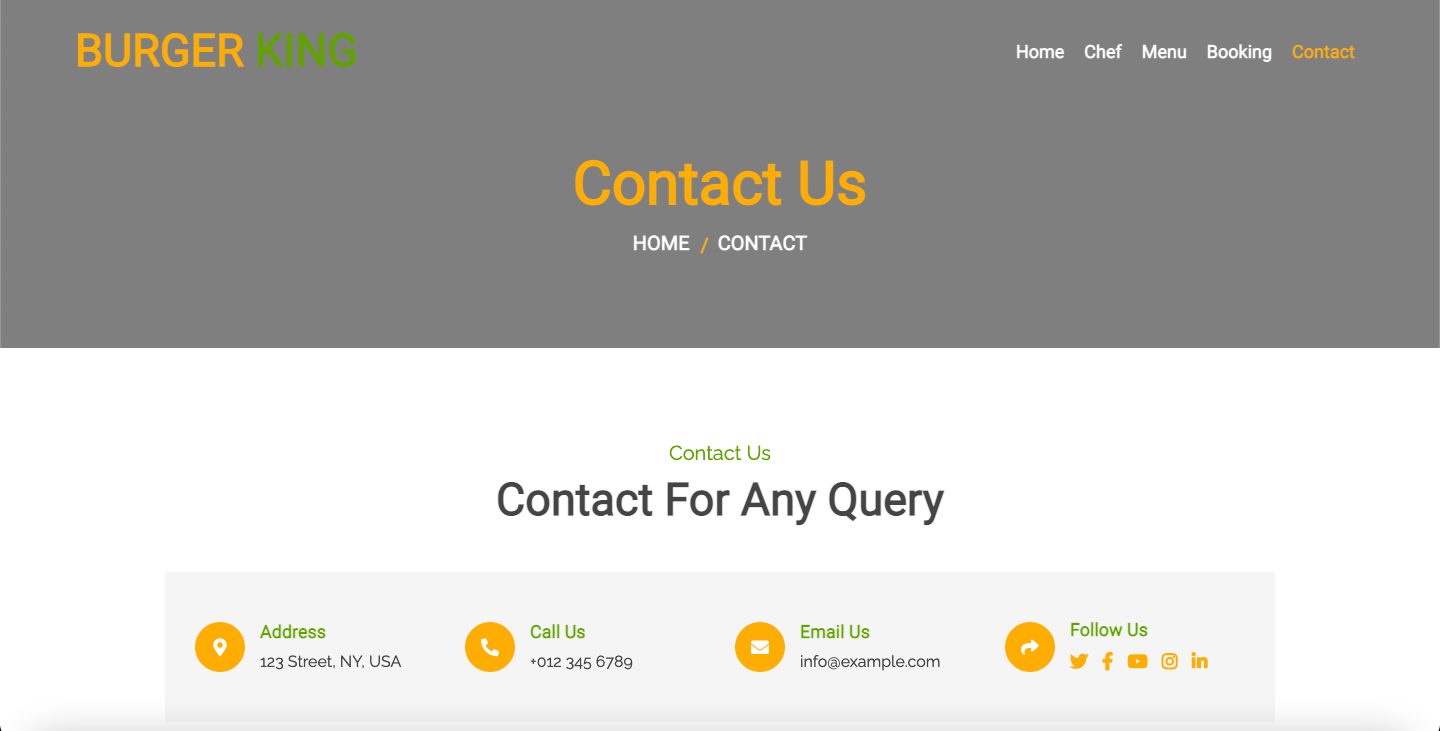 BURGER KING
Home Chef Menu Booking Contact
Contact Us
HOME / CONTACT
Contact Us
Contact For Any Query
Address
123 Street, NY, USA
Call Us
+012 345 6789
Email Us
info@example.com
Follow Us